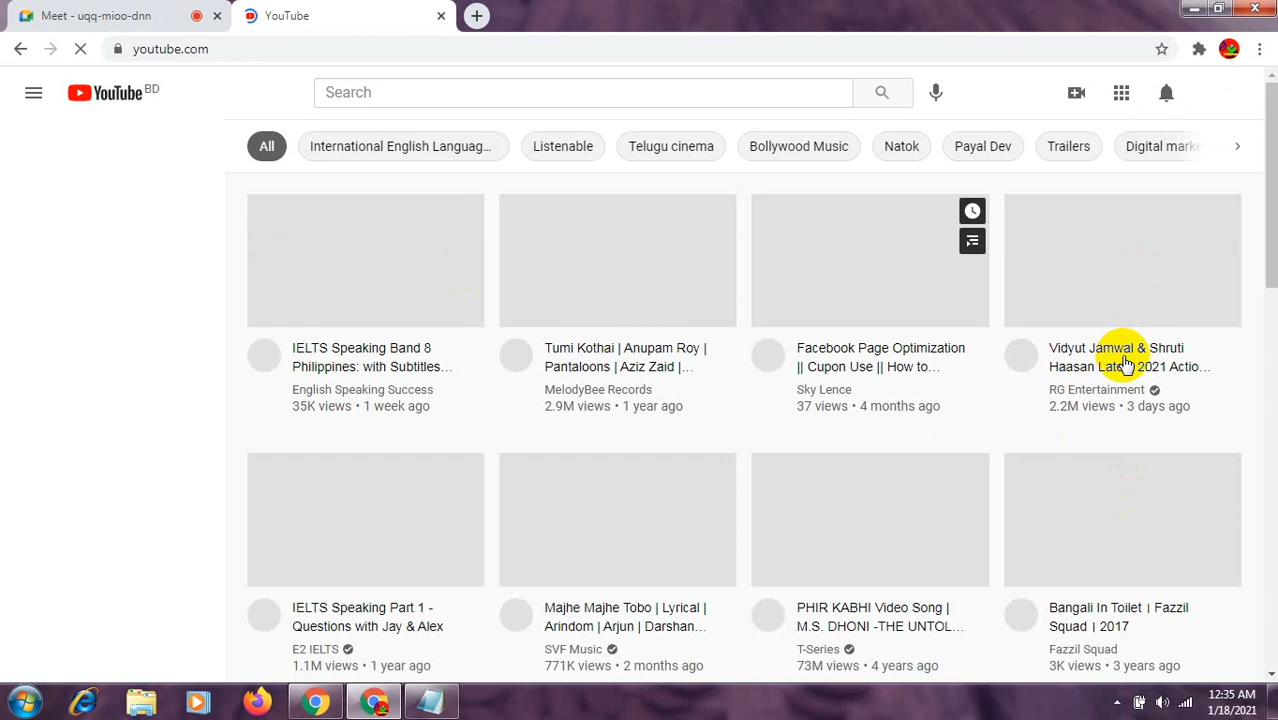 Meet - uqq-mioo-dnn
YouTube
youtube.com
YouTube BD
Search
All
International English Languag...
Listenable
Telugu cinema
Bollywood Music
Natok
Payal Dev
Trailers
Digital marke
IELTS Speaking Band 8
Philippines: with Subtitles...
English Speaking Success
35K views • 1 week ago
Tumi Kothai | Anupam Roy |
Pantaloons | Aziz Zaid |...
MelodyBee Records
2.9M views • 1 year ago
Facebook Page Optimization
|| Cupon Use || How to...
Sky Lence
37 views • 4 months ago
Vidyut Jamwal & Shruti
Haasan Latest 2021 Actio...
RG Entertainment
2.2M views • 3 days ago
IELTS Speaking Part 1 -
Questions with Jay & Alex
E2 IELTS
1.1M views • 1 year ago
Majhe Majhe Tobo | Lyrical |
Arindom | Arjun | Darshan...
SVF Music
771K views • 2 months ago
PHIR KABHI Video Song |
M.S. DHONI -THE UNTOL...
T-Series
73M views • 4 years ago
Bangali In Toilet । Fazzil
Squad । 2017
Fazzil Squad
3K views • 3 years ago
12:35 AM
1/18/2021